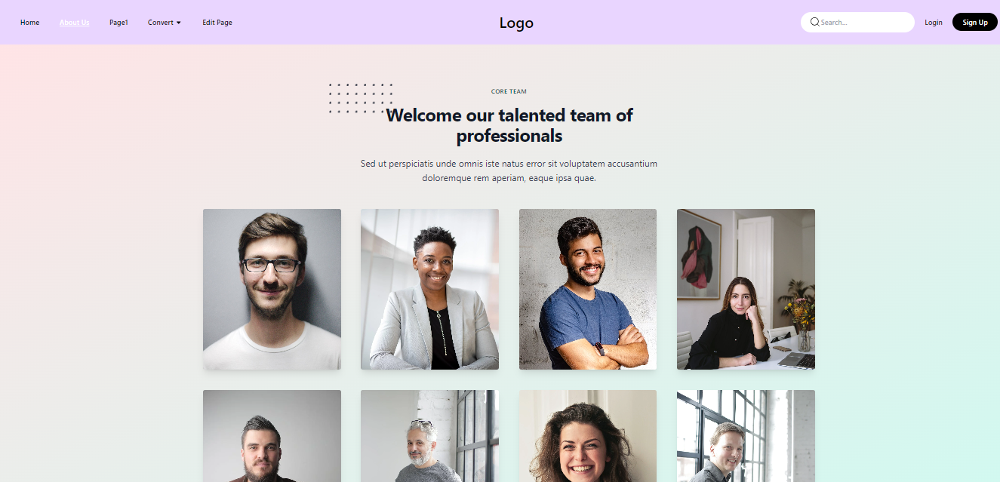 Home
About Us
Page1
Convert
Edit Page
Logo
Search...
Login
Sign Up
CORE TEAM
Welcome our talented team of
professionals
Sed ut perspiciatis unde omnis iste natus error sit voluptatem accusantium
doloremque rem aperiam, eaque ipsa quae.